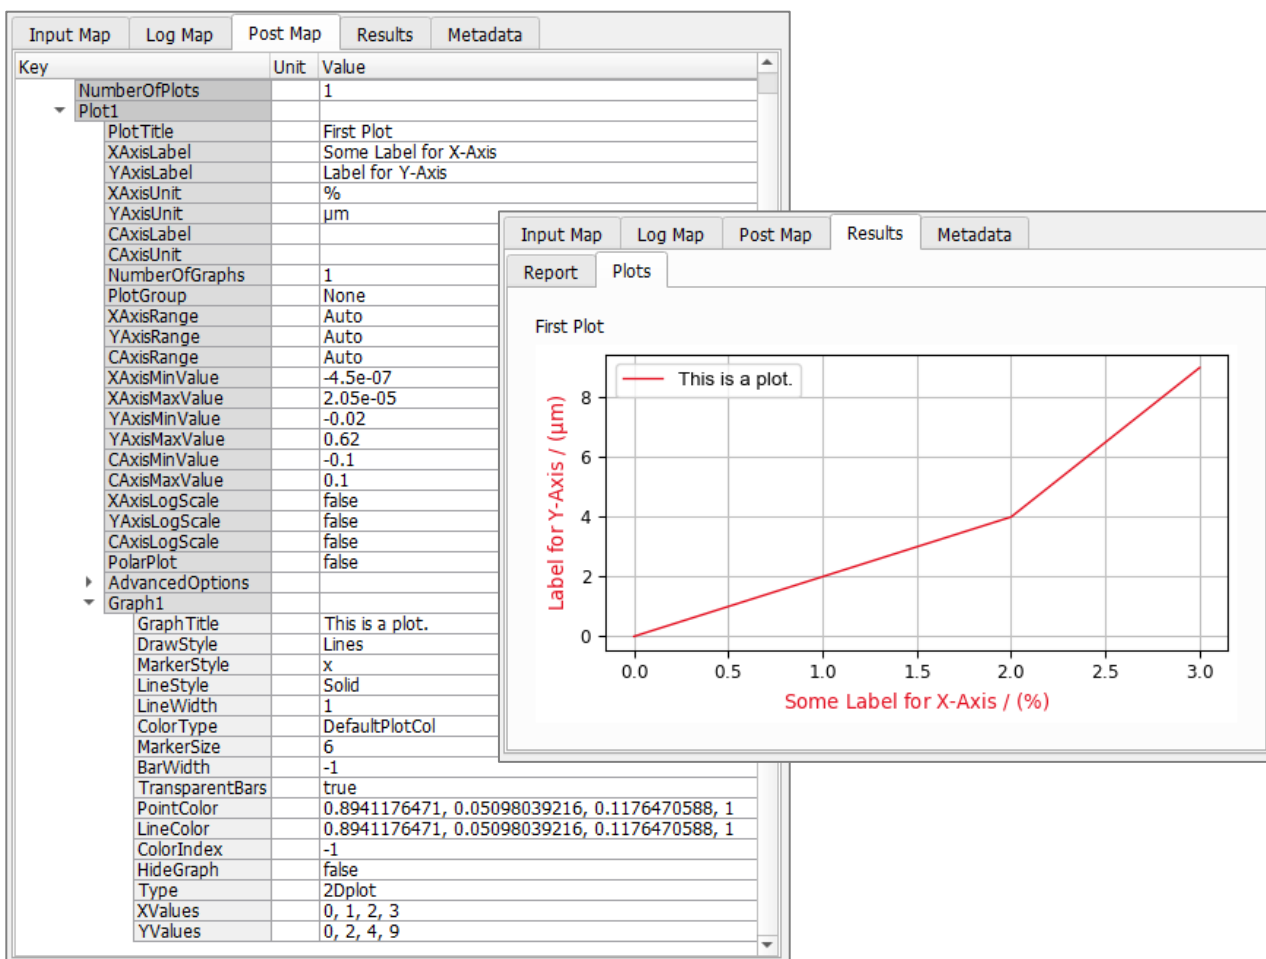 Input Map Log Map Post Map Results Metadata
Key Unit Value
NumberOfPlots 1
Plot1
PlotTitle First Plot
XAxisLabel Some Label for X-Axis
YAxisLabel Label for Y-Axis
XAxisUnit %
YAxisUnit µm
CAxisLabel
CAxisUnit
NumberOfGraphs 1
PlotGroup None
XAxisRange Auto
YAxisRange Auto
CAxisRange Auto
XAxisMinValue -4.5e-07
XAxisMaxValue 2.05e-05
YAxisMinValue -0.02
YAxisMaxValue 0.62
CAxisMinValue -0.1
CAxisMaxValue 0.1
XAxisLogScale false
YAxisLogScale false
CAxisLogScale false
PolarPlot false
AdvancedOptions
Graph1
GraphTitle This is a plot.
DrawStyle Lines
MarkerStyle x
LineStyle Solid
LineWidth 1
ColorType DefaultPlotCol
MarkerSize 6
BarWidth -1
TransparentBars true
PointColor 0.8941176471, 0.05098039216, 0.1176470588, 1
LineColor 0.8941176471, 0.05098039216, 0.1176470588, 1
ColorIndex -1
HideGraph false
Type 2Dplot
XValues 0, 1, 2, 3
YValues 0, 2, 4, 9
Input Map Log Map Post Map Results Metadata
Report Plots
First Plot
This is a plot.
Label for Y-Axis / (µm)
8
6
4
2
0
0.0 0.5 1.0 1.5 2.0 2.5 3.0
Some Label for X-Axis / (%)